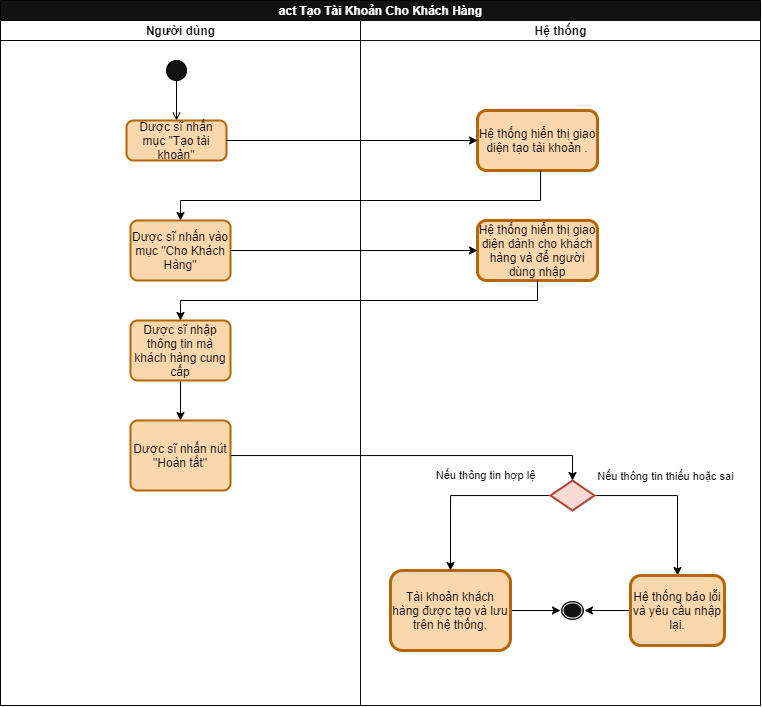 act Tạo Tài Khoản Cho Khách Hàng
Người dùng
Hệ thống
Dược sĩ nhấn
mục "Tạo tài
khoản"
Hệ thống hiển thị giao
diện tạo tài khoản .
Dược sĩ nhấn vào
mục "Cho Khách
Hàng"
Hệ thống hiển thị giao
diện dành cho khách
hàng và để người
dùng nhập
Dược sĩ nhập
thông tin mà
khách hàng cung
cấp
Dược sĩ nhấn nút
"Hoàn tất"
Nếu thông tin hợp lệ
Nếu thông tin thiếu hoặc sai
Tài khoản khách
hàng được tạo và lưu
trên hệ thống.
Hệ thống báo lỗi
và yêu cầu nhập
lại.